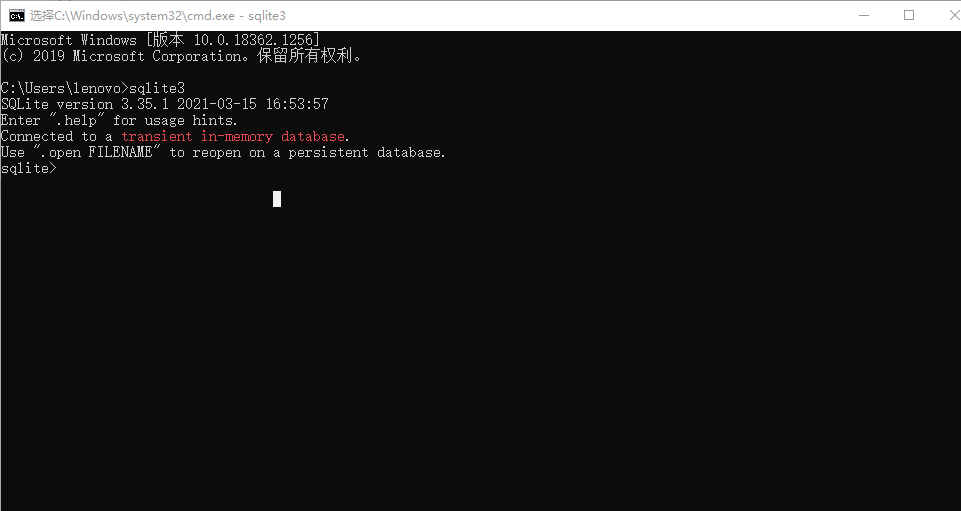 选择C:\Windows\system32\cmd.exe - sqlite3
Microsoft Windows [版本 10.0.18362.1256]
(c) 2019 Microsoft Corporation。保留所有权利。
C:\Users\lenovo>sqlite3
SQLite version 3.35.1 2021-03-15 16:53:57
Enter ".help" for usage hints.
Connected to a transient in-memory database.
Use ".open FILENAME" to reopen on a persistent database.
sqlite>